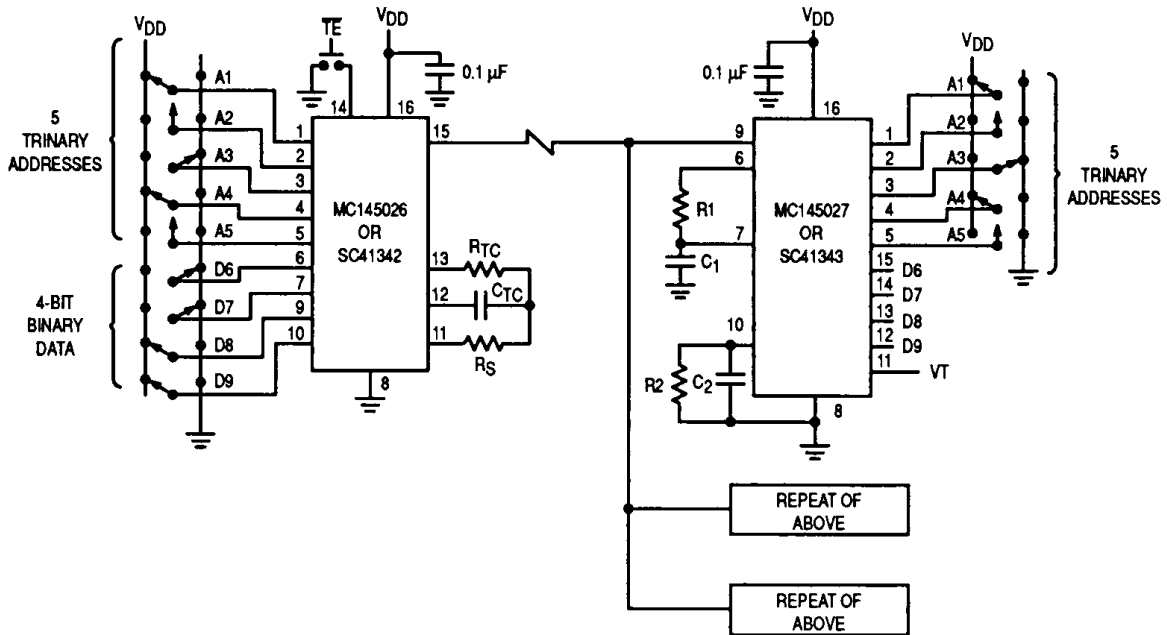 VDD
5
TRINARY
ADDRESSES
A1
A2
A3
A4
A5
4-BIT
BINARY
DATA
D6
D7
D8
D9
TE
VDD
0.1 µF
14
16
1
2
3
4
5
6
7
9
10
15
13
12
11
8
MC145026
OR
SC41342
RTC
CTC
RS
VDD
0.1 µF
16
9
6
7
10
R1
C1
R2
C2
MC145027
OR
SC41343
8
1
2
3
4
5
15
14
13
12
11
D6
D7
D8
D9
VT
VDD
A1
A2
A3
A4
A5
5
TRINARY
ADDRESSES
REPEAT OF
ABOVE
REPEAT OF
ABOVE